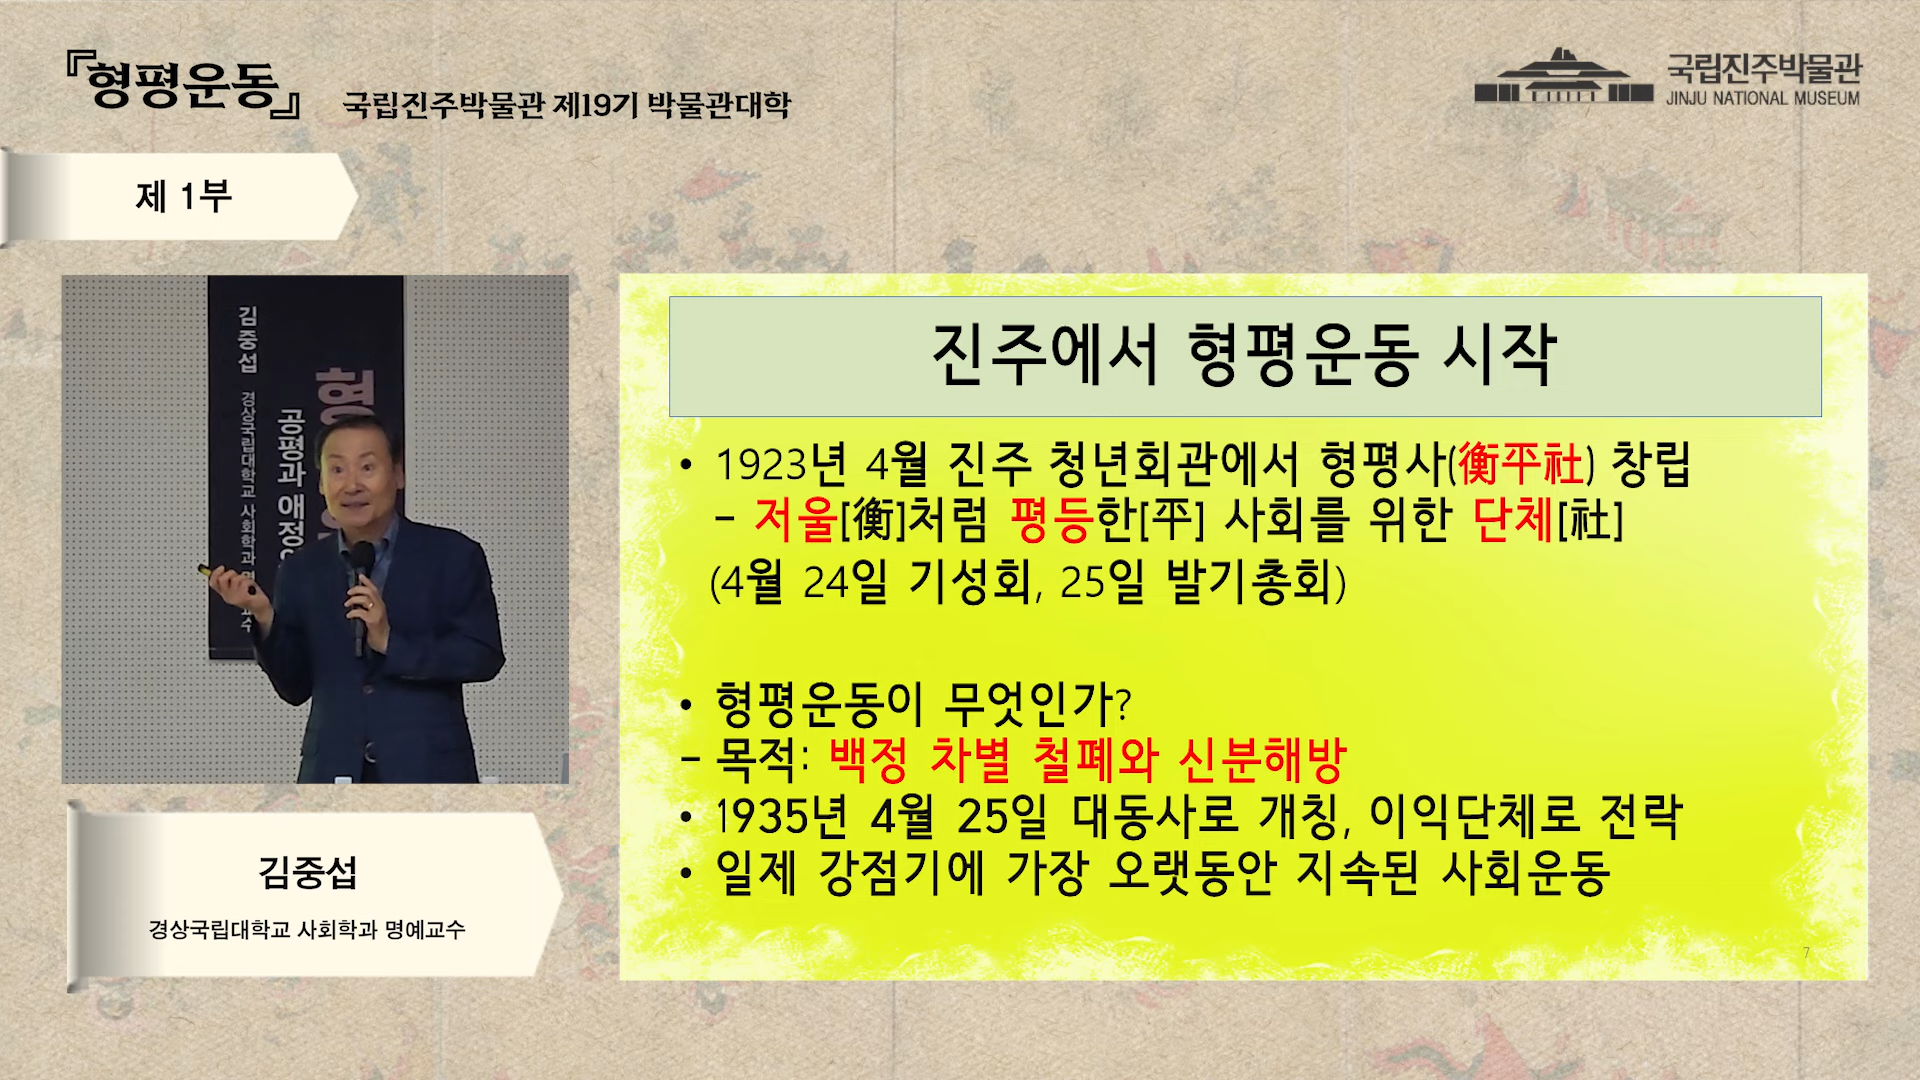 『형평운동』 국립진주박물관 제19기 박물관대학
국립진주박물관
JINJU NATIONAL MUSEUM
제 1부
김중섭
경상국립대학교 사회학과
공평과 애정의
형
진주에서 형평운동 시작
• 1923년 4월 진주 청년회관에서 형평사(衡平社) 창립
- 저울[衡]처럼 평등한[平] 사회를 위한 단체[社]
(4월 24일 기성회, 25일 발기총회)
• 형평운동이 무엇인가?
- 목적: 백정 차별 철폐와 신분해방
• 1935년 4월 25일 대동사로 개칭, 이익단체로 전락
• 일제 강점기에 가장 오랫동안 지속된 사회운동
7
김중섭
경상국립대학교 사회학과 명예교수